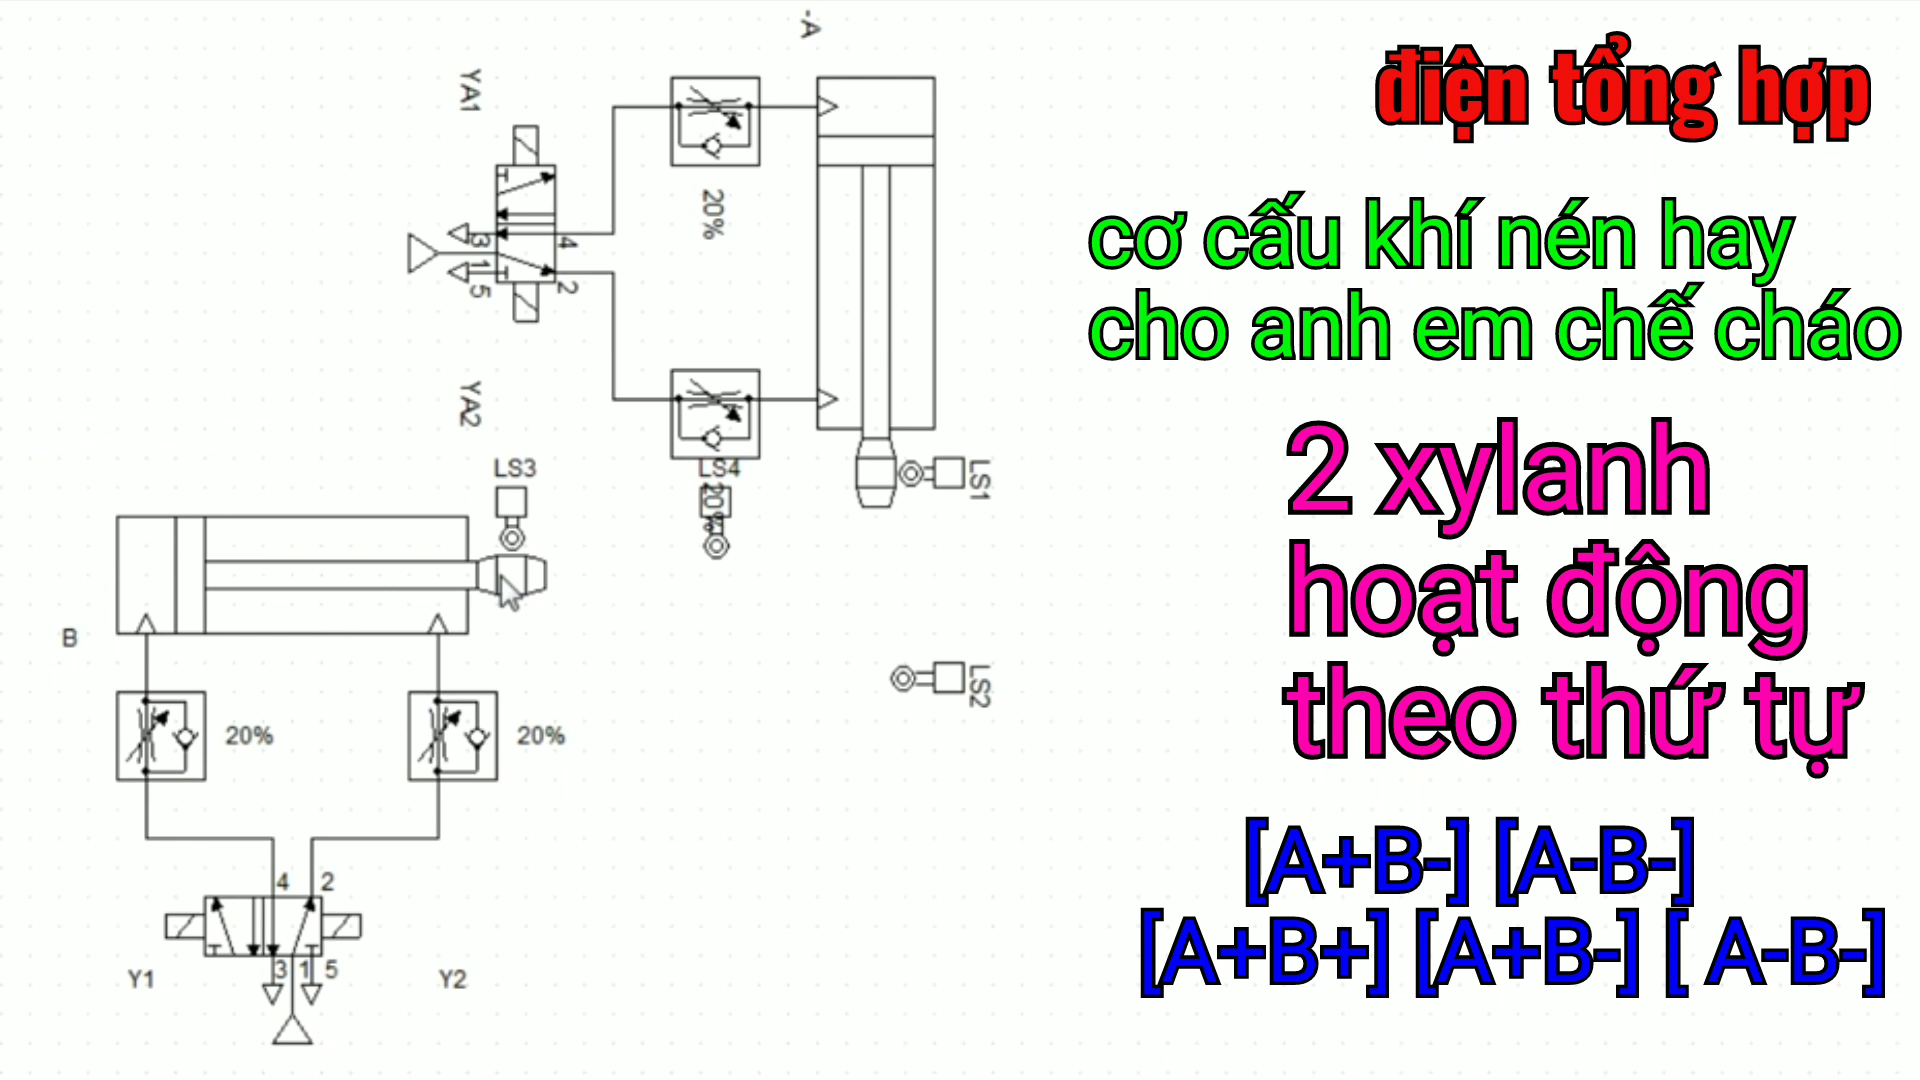 -A
YA1
20%
3
1
5
4
2
YA2
LS3
LS4
20%
LS1
B
20%
20%
LS2
4
2
Y1
3
1
5
Y2
điện tổng hợp
cơ cấu khí nén hay
cho anh em chế cháo
2 xylanh
hoạt động
theo thứ tự
[A+B-] [A-B-]
[A+B+] [A+B-] [ A-B-]